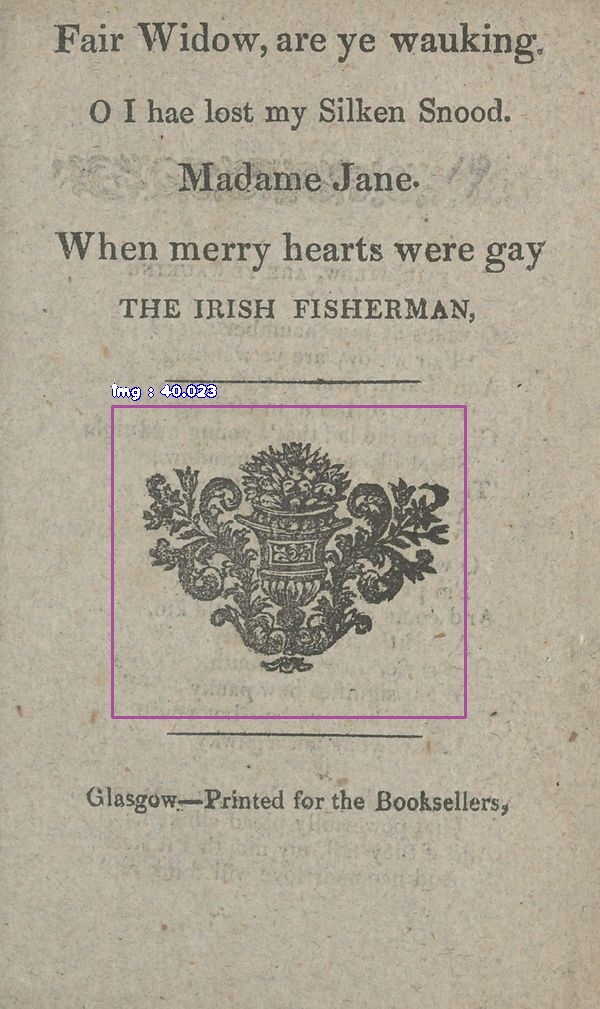 Fair Widow, are ye wauking.
O I hae lost my Silken Snood.
Madame Jane.
19
When merry hearts were gay
THE IRISH FISHERMAN,
img : 40.023
Glasgow—Printed for the Booksellers,